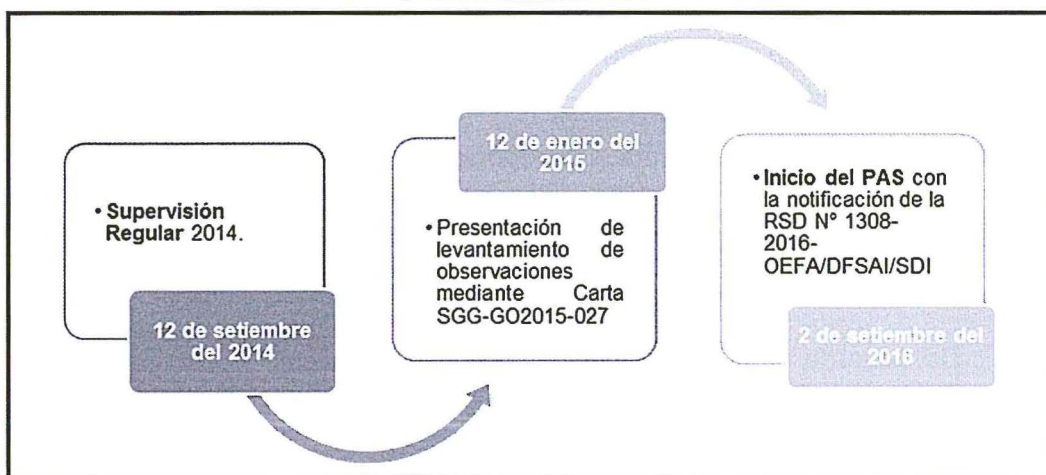 • Supervisión
Regular 2014.
12 de setiembre
del 2014
12 de enero del
2015
• Presentación de
levantamiento de
observaciones
mediante Carta
SGG-GO2015-027
• Inicio del PAS con
la notificación de la
RSD Nº 1308-
2016-
OEFA/DFSAI/SDI
2 de setiembre del
2016